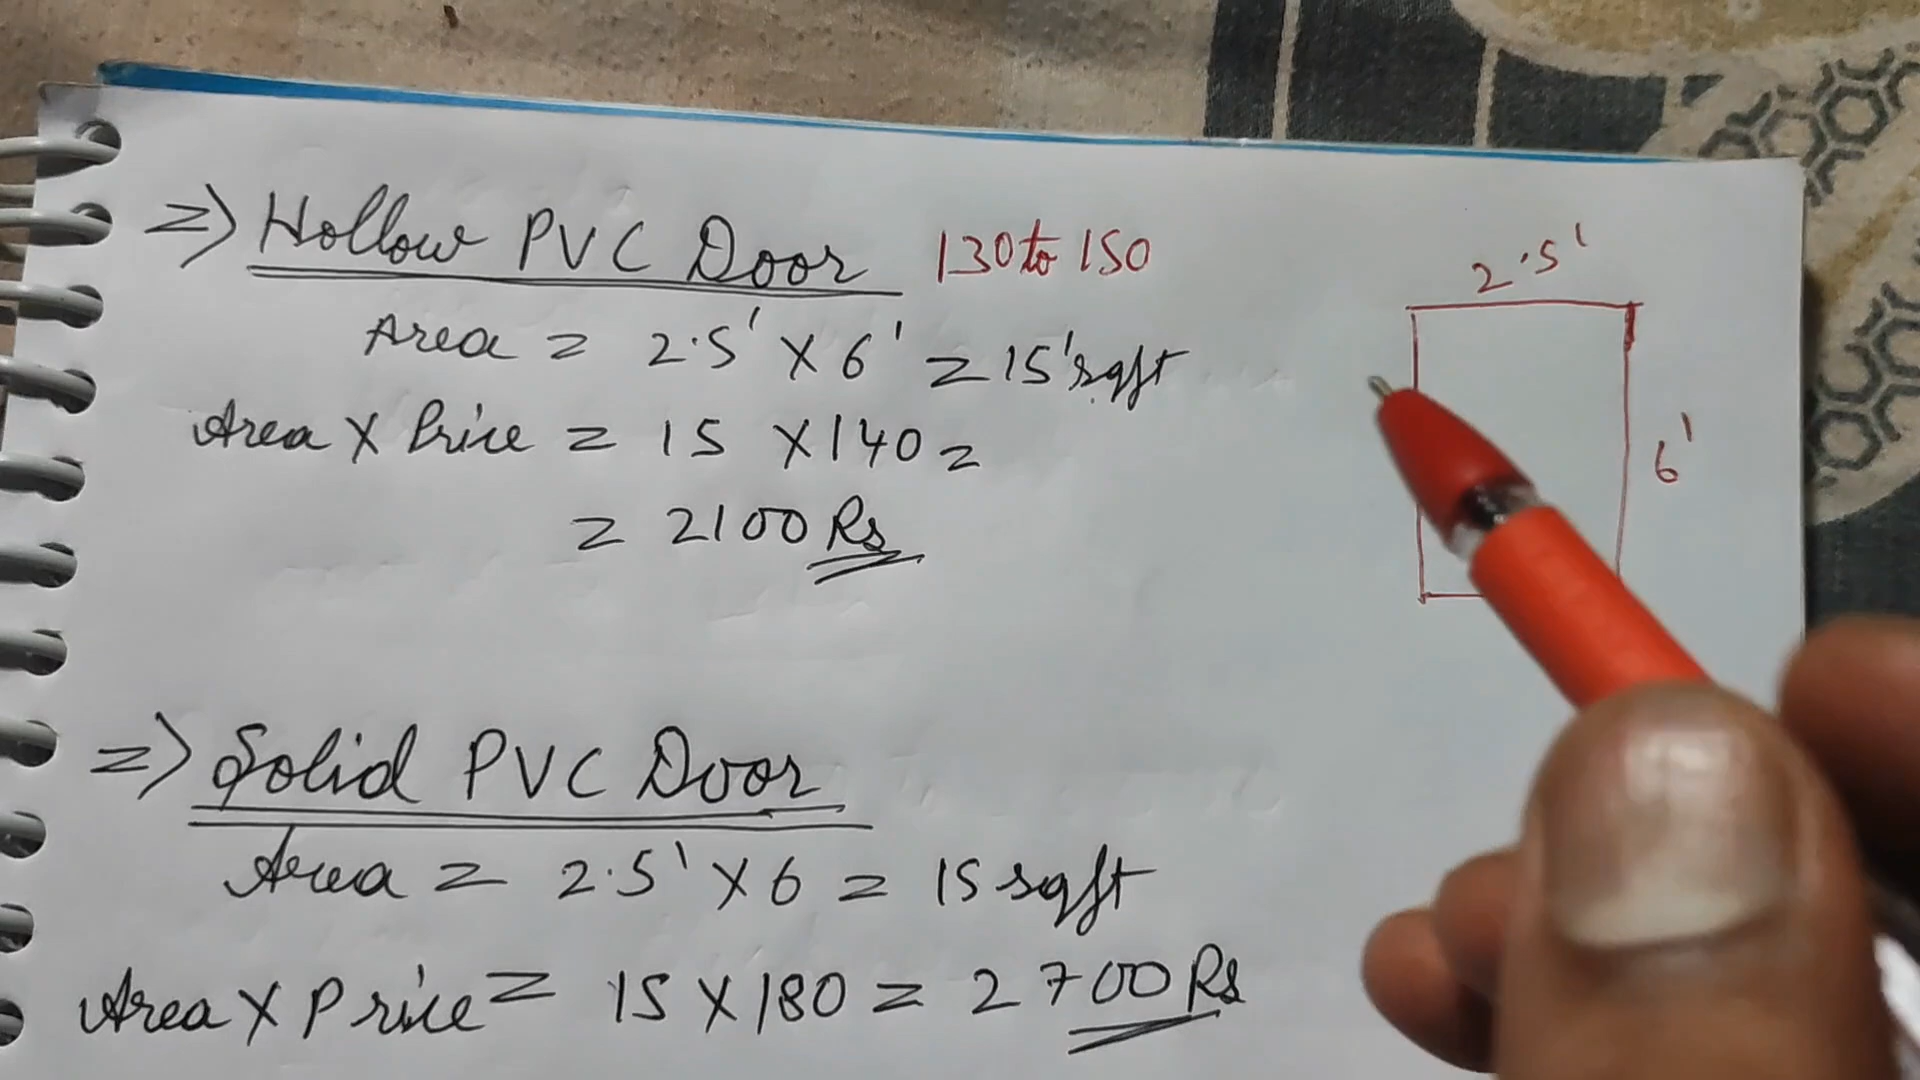 => Hollow PVC Door 130 to 150
Area = 2.5' X 6' = 15' sqft
Area X Price = 15 X 140 =
= 2100 Rs
2.5'
6'
=> Solid PVC Door
Area = 2.5' X 6 = 15 sqft
Area X Price = 15 X 180 = 2700 Rs